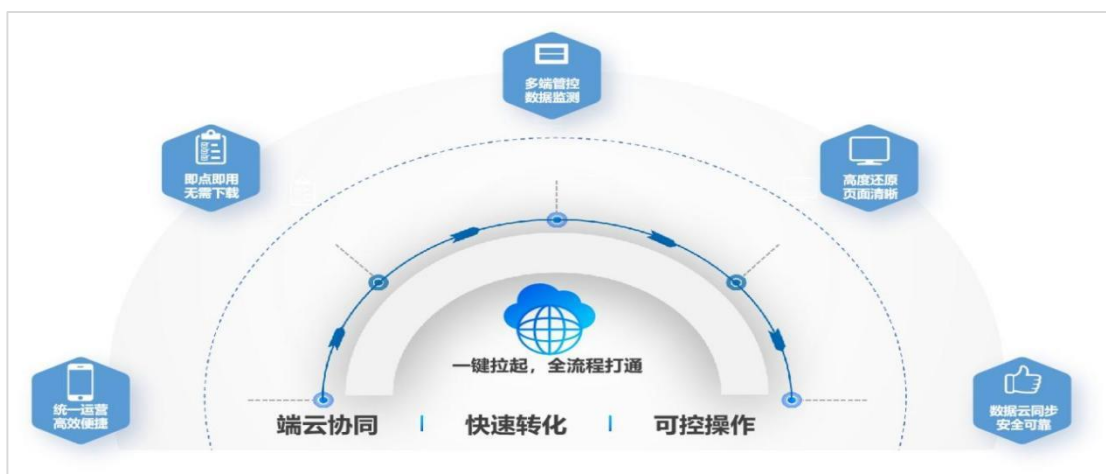 多端管控
数据监测
即点即用
无需下载
高度还原
页面清晰
一键拉起，全流程打通
统一运营
高效便捷
数据云同步
安全可靠
端云协同
快速转化
可控操作